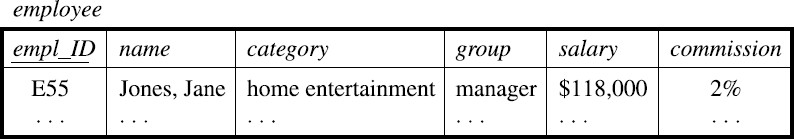 employee
empl_ID name category group salary commission
E55 Jones, Jane home entertainment manager $118,000 2%
. . . . . . . . . . . . . . . . . .